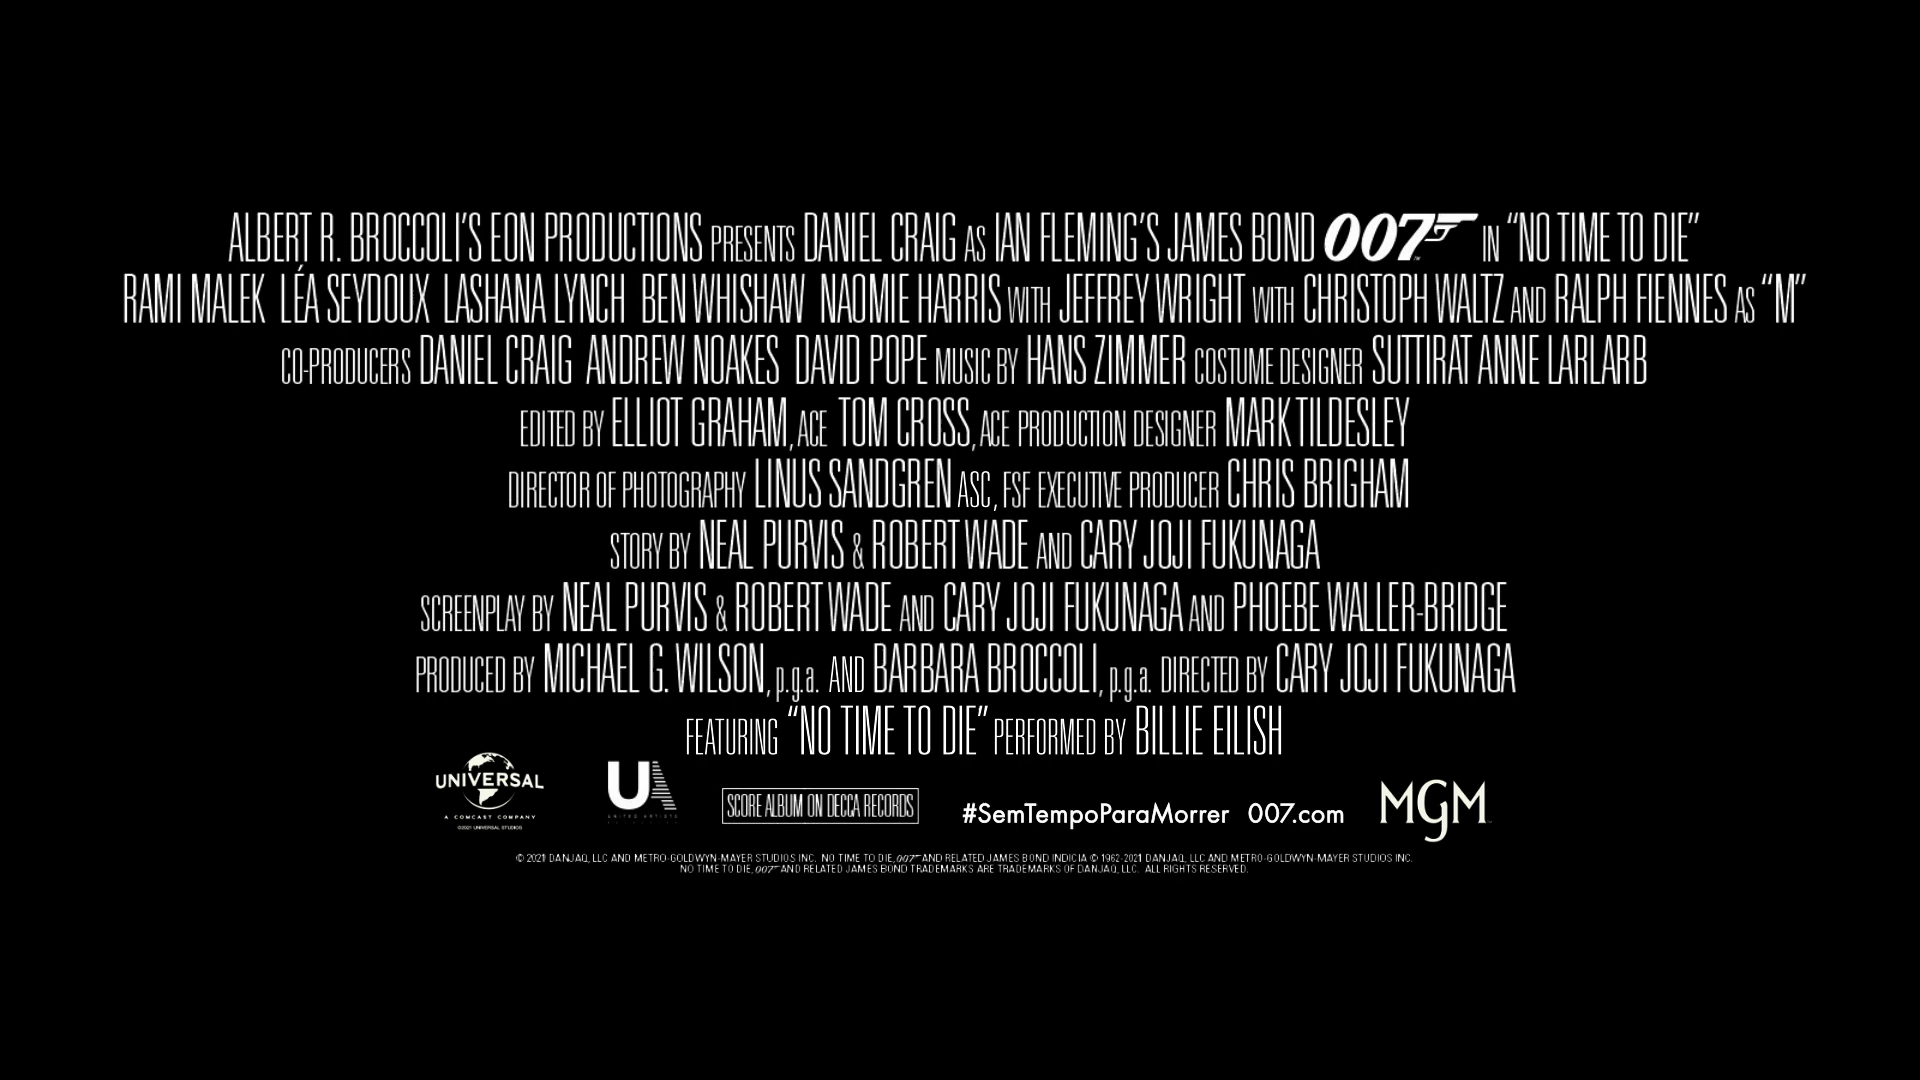 ALBERT R. BROCCOLI'S EON PRODUCTIONS PRESENTS DANIEL CRAIG AS IAN FLEMING'S JAMES BOND 007 IN “NO TIME TO DIE”
RAMI MALEK LÉA SEYDOUX LASHANA LYNCH BEN WHISHAW NAOMIE HARRIS WITH JEFFREY WRIGHT WITH CHRISTOPH WALTZ AND RALPH FIENNES AS “M”
CO-PRODUCERS DANIEL CRAIG ANDREW NOAKES DAVID POPE MUSIC BY HANS ZIMMER COSTUME DESIGNER SUTTIRAT ANNE LARLARB
EDITED BY ELLIOT GRAHAM, ACE TOM CROSS, ACE PRODUCTION DESIGNER MARK TILDESLEY
DIRECTOR OF PHOTOGRAPHY LINUS SANDGREN ASC, FSF EXECUTIVE PRODUCER CHRIS BRIGHAM
STORY BY NEAL PURVIS & ROBERT WADE AND CARY JOJI FUKUNAGA
SCREENPLAY BY NEAL PURVIS & ROBERT WADE AND CARY JOJI FUKUNAGA AND PHOEBE WALLER-BRIDGE
PRODUCED BY MICHAEL G. WILSON, p.g.a. AND BARBARA BROCCOLI, p.g.a. DIRECTED BY CARY JOJI FUKUNAGA
FEATURING “NO TIME TO DIE” PERFORMED BY BILLIE EILISH
UNIVERSAL
A COMCAST COMPANY
©2021 UNIVERSAL STUDIOS
UA
UNITED ARTISTS
SCORE ALBUM ON DECCA RECORDS
#SemTempoParaMorrer 007.com
MGM
© 2021 DANJAQ, LLC AND METRO-GOLDWYN-MAYER STUDIOS INC. NO TIME TO DIE, 007 AND RELATED JAMES BOND INDICIA © 1962-2021 DANJAQ, LLC AND METRO-GOLDWYN-MAYER STUDIOS INC.
NO TIME TO DIE, 007 AND RELATED JAMES BOND TRADEMARKS ARE TRADEMARKS OF DANJAQ, LLC. ALL RIGHTS RESERVED.